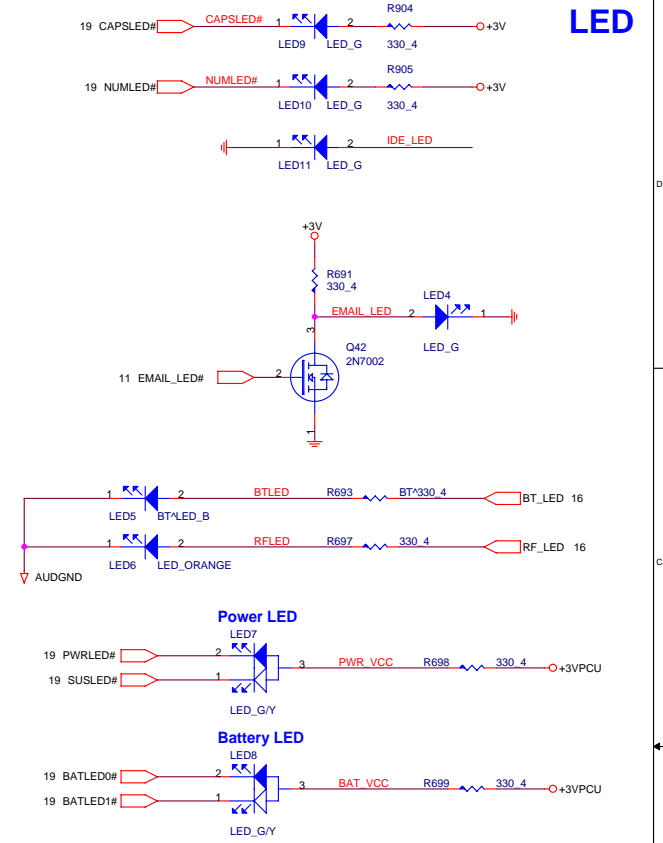 LED
R904
19 CAPSLED# CAPSLED# 1 2 +3V
LED9 LED_G 330_4
R905
19 NUMLED# NUMLED# 1 2 +3V
LED10 LED_G 330_4
1 2 IDE_LED
LED11 LED_G
D
+3V
R691
330_4
LED4
EMAIL_LED 2 1
3
Q42
LED_G
2N7002
11 EMAIL_LED# 2
1
1 2 BTLED R693 BT^330_4 BT_LED 16
LED5 BT^LED_B
1 2 RFLED R697 330_4 RF_LED 16
LED6 LED_ORANGE
C
AUDGND
Power LED
LED7
19 PWRLED# 2
3 PWR_VCC R698 330_4 +3VPCU
19 SUSLED# 1
LED_G/Y
Battery LED
LED8
19 BATLED0# 2
3 BAT_VCC R699 330_4 +3VPCU
19 BATLED1# 1
LED_G/Y